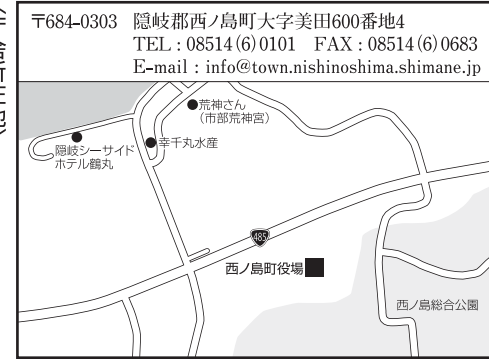 〒684-0303 隠岐郡西ノ島町大字美田600番地4
TEL : 08514(6)0101 FAX : 08514(6)0683
E-mail : info@town.nishinoshima.shimane.jp
荒神さん
(市部荒神宮)
隠岐シーサイド
ホテル鶴丸
幸千丸水産
485
西ノ島町役場
西ノ島総合公園